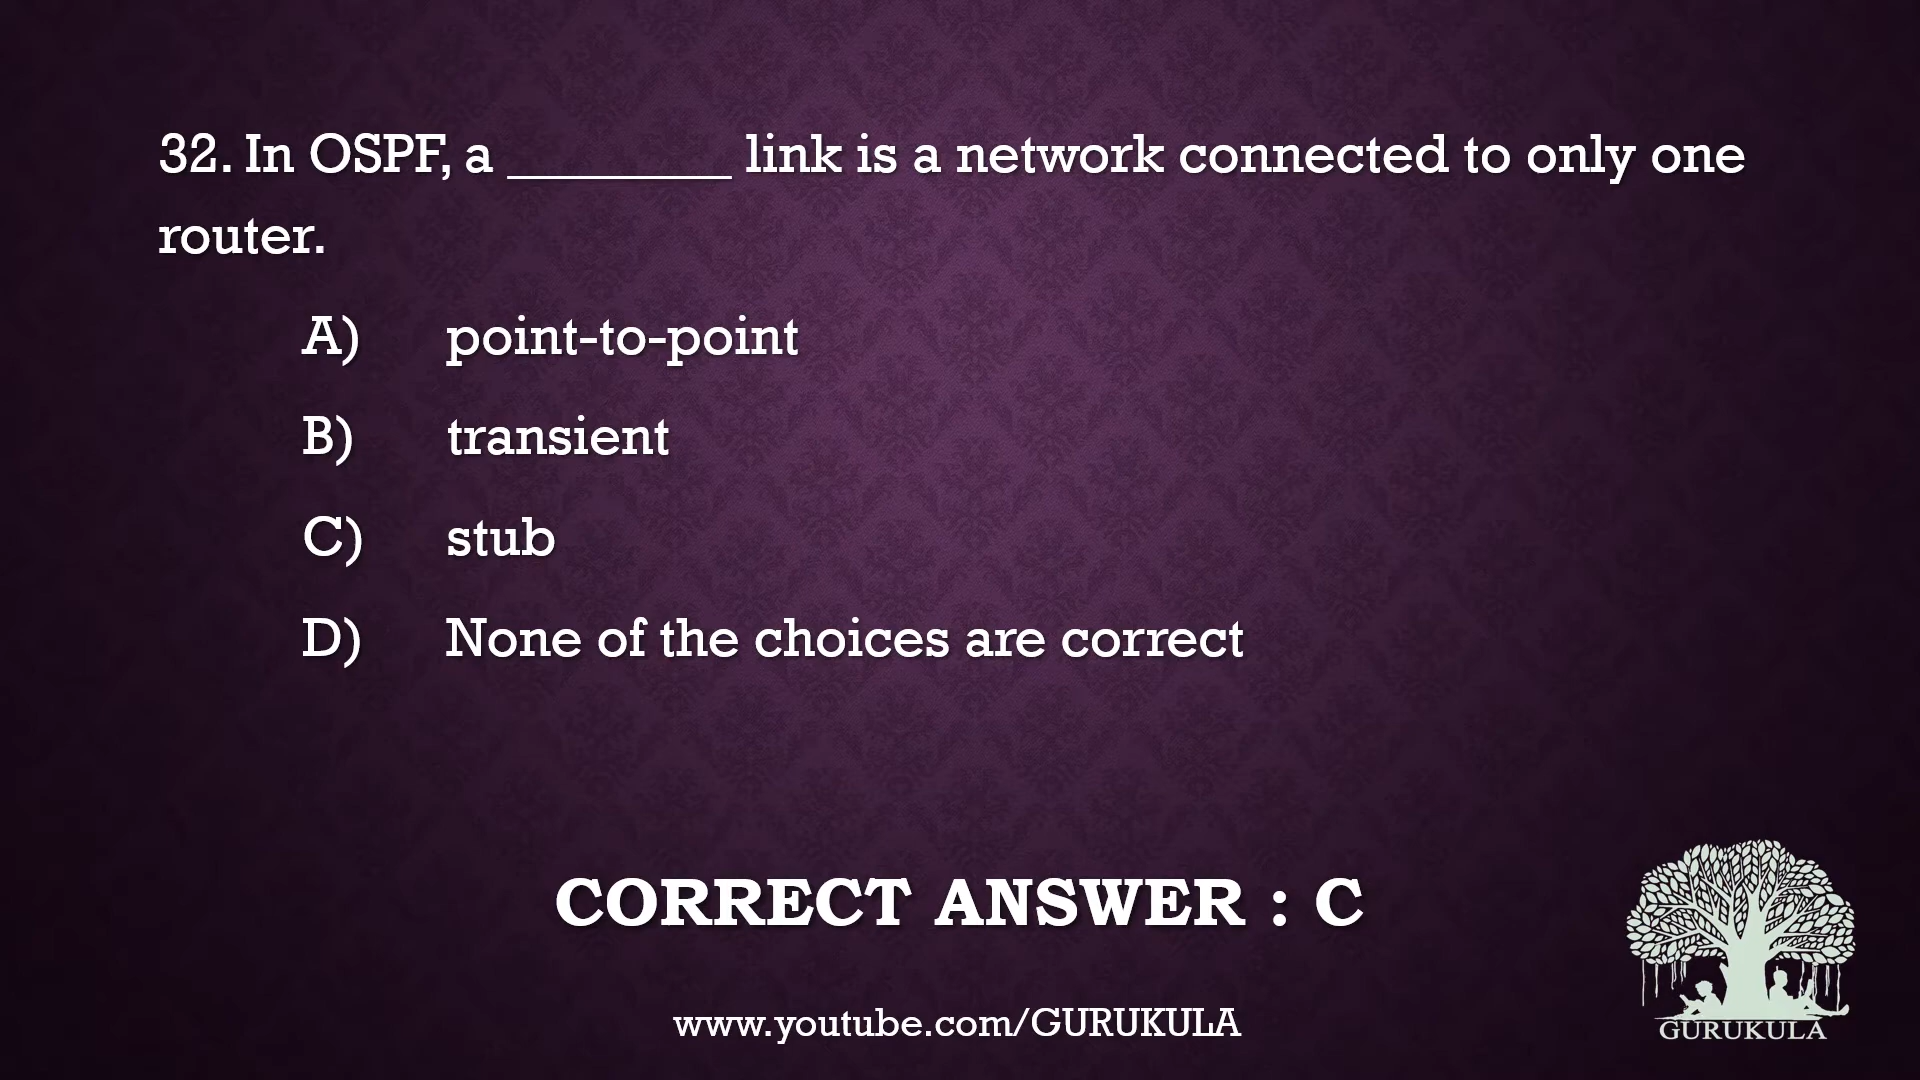 32. In OSPF, a ________ link is a network connected to only one
router.
A) point-to-point
B) transient
C) stub
D) None of the choices are correct
CORRECT ANSWER : C
www.youtube.com/GURUKULA
GURUKULA